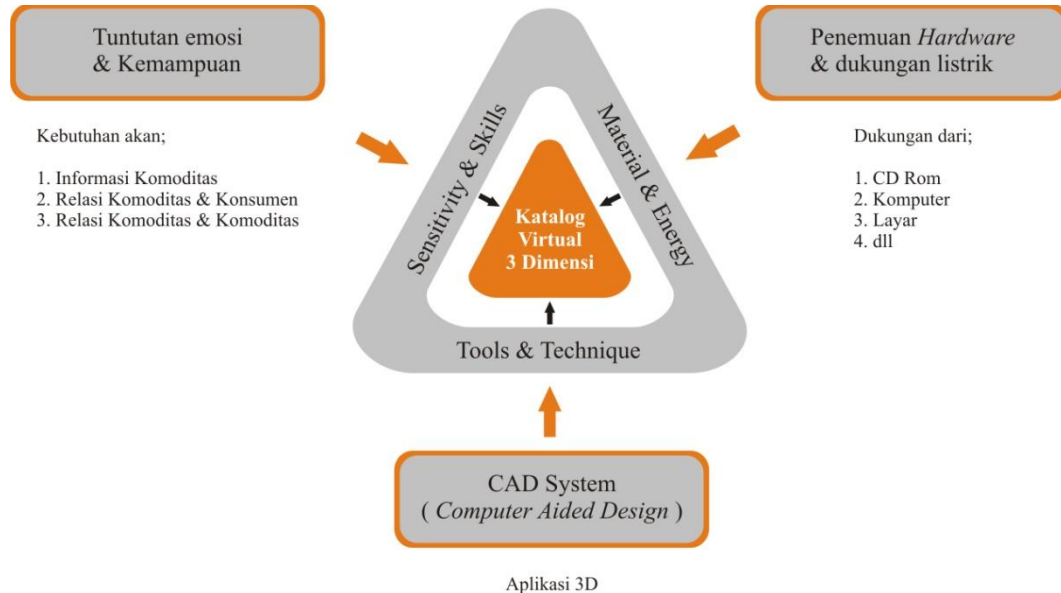 Tuntutan emosi
& Kemampuan
Kebutuhan akan;
1. Informasi Komoditas
2. Relasi Komoditas & Konsumen
3. Relasi Komoditas & Komoditas
Penemuan Hardware
& dukungan listrik
Dukungan dari;
1. CD Rom
2. Komputer
3. Layar
4. dll
Sensitivity & Skills
Material & Energy
Katalog
Virtual
3 Dimensi
Tools & Technique
CAD System
( Computer Aided Design )
Aplikasi 3D